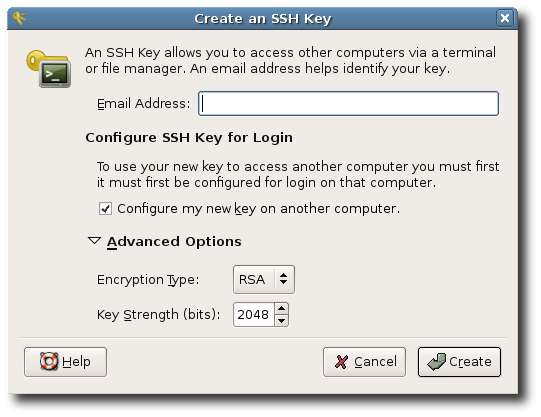 Create an SSH Key
An SSH Key allows you to access other computers via a terminal
or file manager. An email address helps identify your key.
Email Address:
Configure SSH Key for Login
To use your new key to access another computer you must first
it must first be configured for login on that computer.
Configure my new key on another computer.
Advanced Options
Encryption Type: RSA
Key Strength (bits): 2048
Help Cancel Create